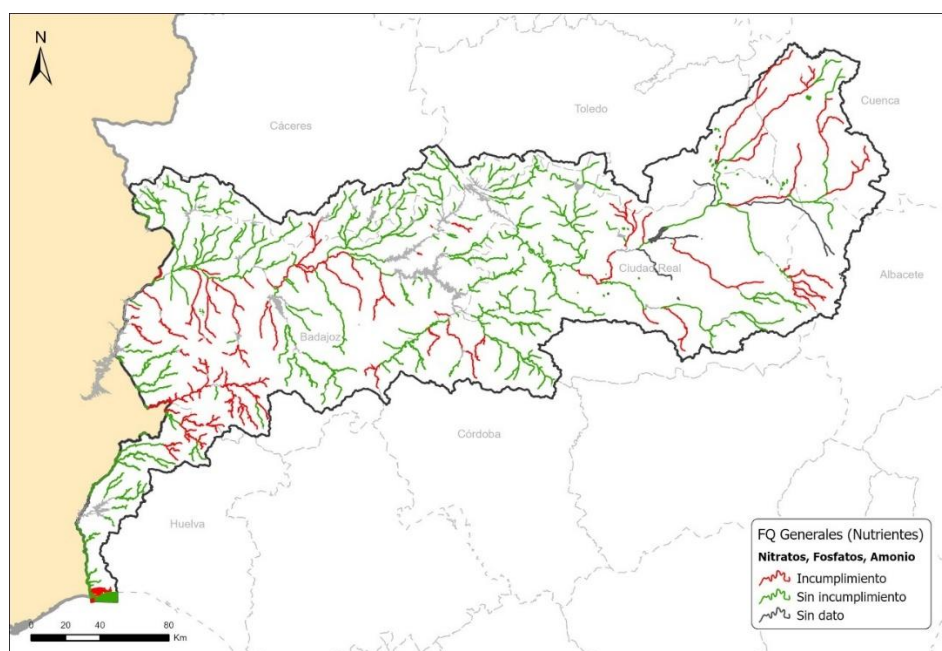 N
Cuenca
Toledo
Cáceres
Ciudad Real
Albacete
Badajoz
Córdoba
Huelva
FQ Generales (Nutrientes)
Nitratos, Fosfatos, Amonio
Incumplimiento
Sin incumplimiento
Sin dato
0 20 40 80
Km